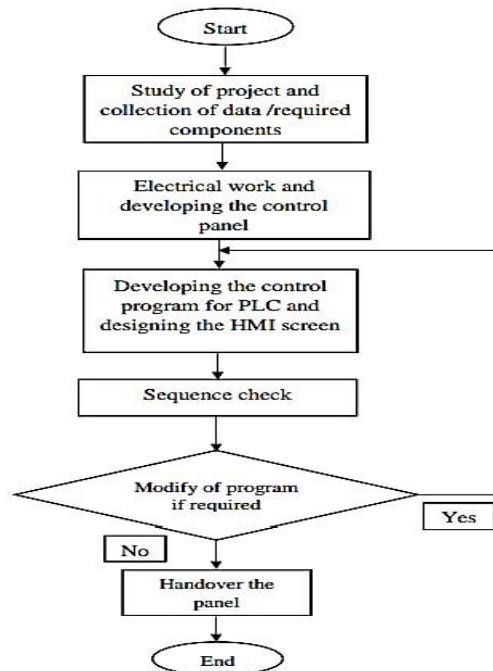 Start
Study of project and
collection of data /required
components
Electrical work and
developing the control
panel
Developing the control
program for PLC and
designing the HMI screen
Sequence check
Modify of program
if required
Yes
No
Handover the
panel
End